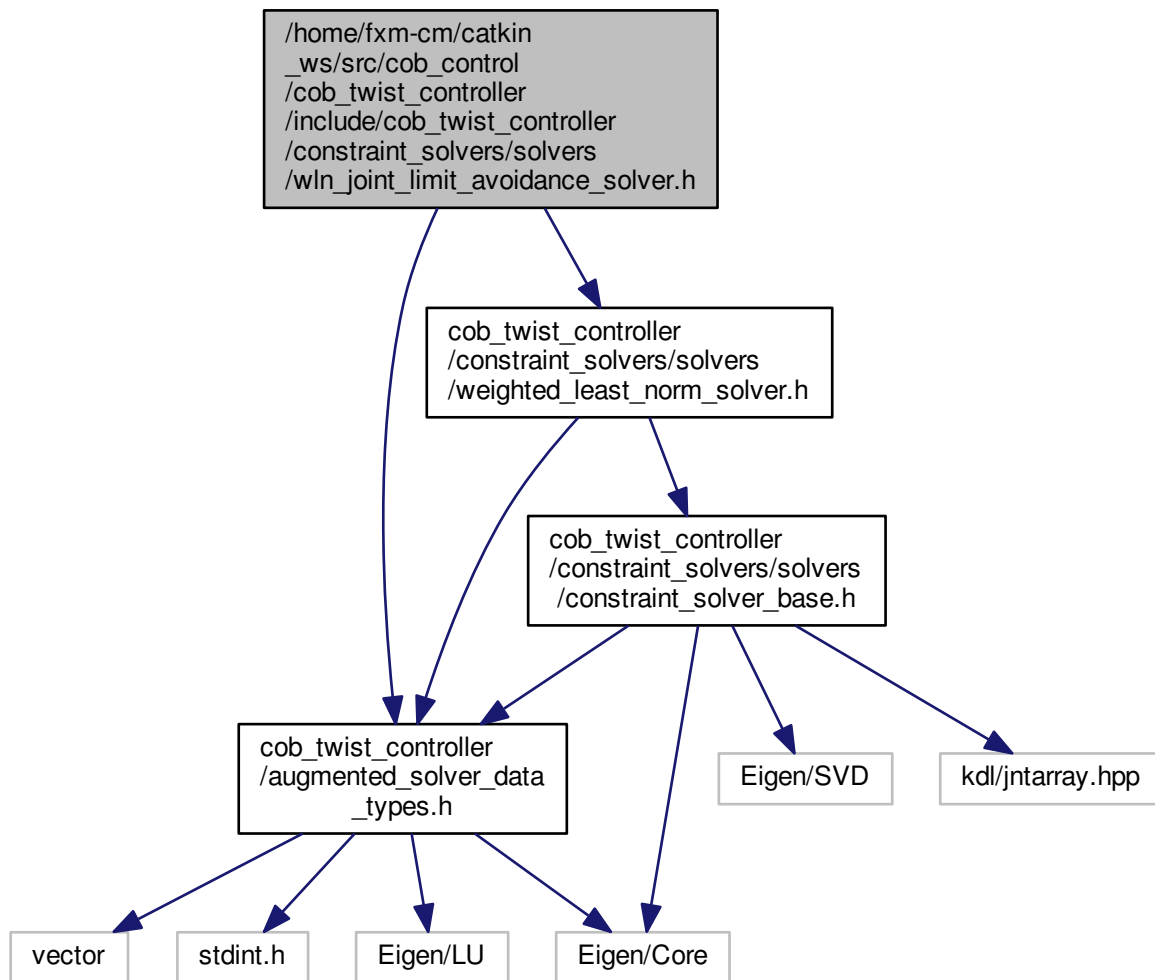 /home/fxm-cm/catkin
_ws/src/cob_control
/cob_twist_controller
/include/cob_twist_controller
/constraint_solvers/solvers
/wln_joint_limit_avoidance_solver.h
cob_twist_controller
/constraint_solvers/solvers
/weighted_least_norm_solver.h
cob_twist_controller
/constraint_solvers/solvers
/constraint_solver_base.h
cob_twist_controller
/augmented_solver_data
_types.h
Eigen/SVD
kdl/jntarray.hpp
vector
stdint.h
Eigen/LU
Eigen/Core